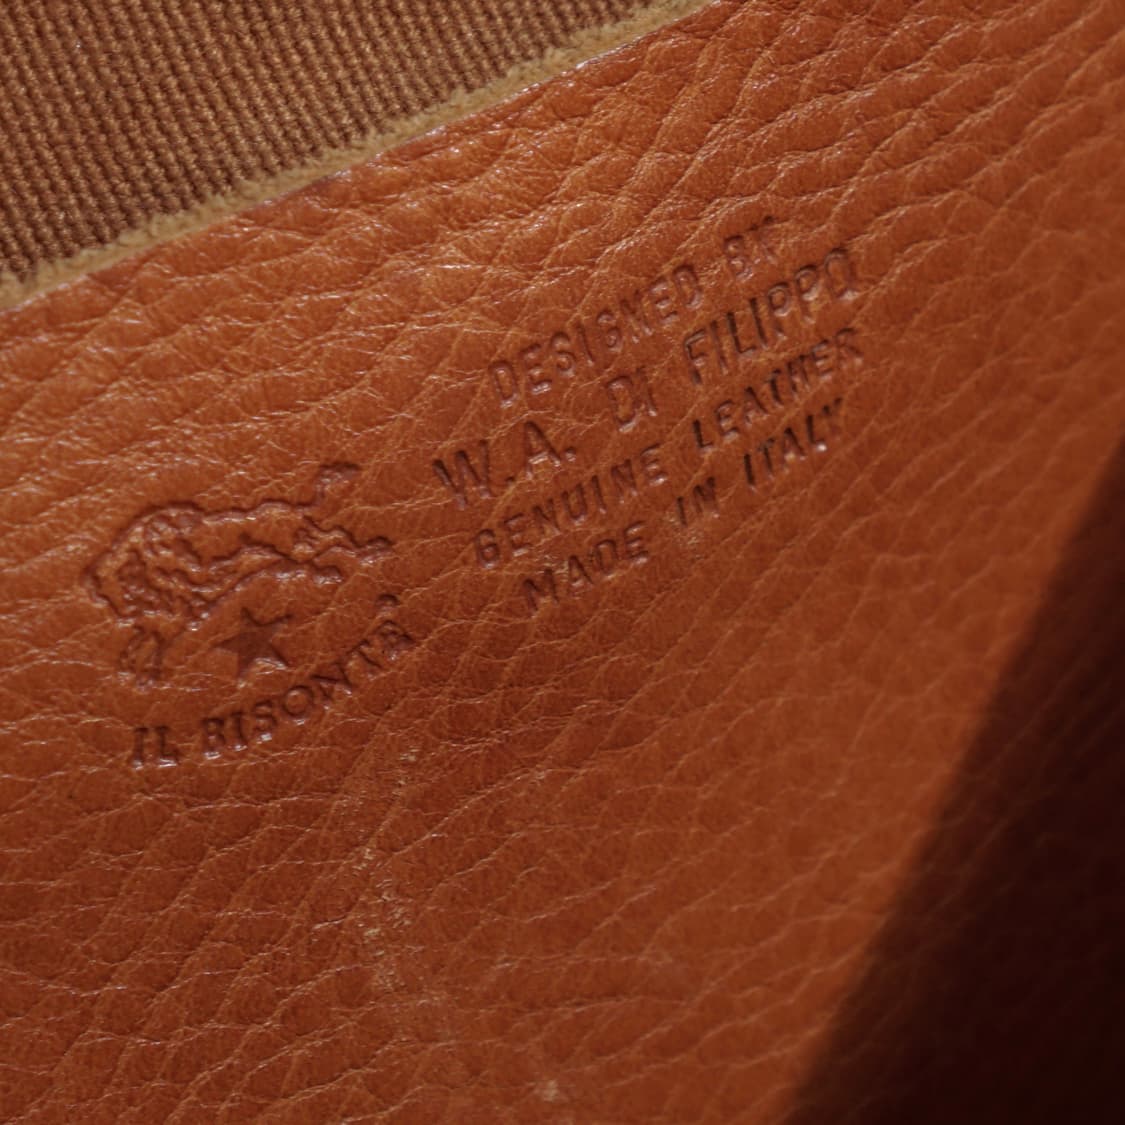 DESIGNED BY
W.A. DI FILIPPO
GENUINE LEATHER
MADE IN ITALY
IL BISONTE